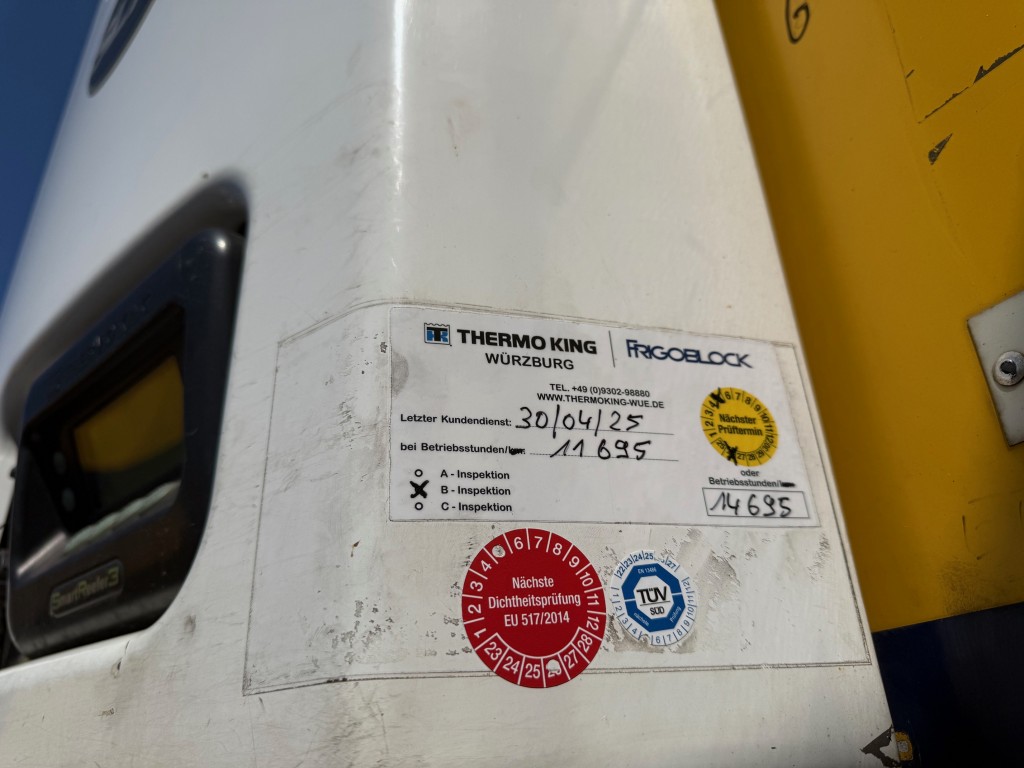 G
THERMO KING
WÜRZBURG
FRIGOBLOCK
TEL. +49 (0)9302-98880
WWW.THERMOKING-WUE.DE
Letzter Kundendienst: 30/04/25
bei Betriebsstunden/ 11695
A - Inspektion
B - Inspektion
C - Inspektion
Nächster
Prüftermin
oder
Betriebsstunden/
14695
Nächste
Dichtheitsprüfung
EU 517/2014
1 2 3 4 6 7 8 9 10 11 12
23 24 25 26 27 28
TÜV
SÜD
SmartReefer3